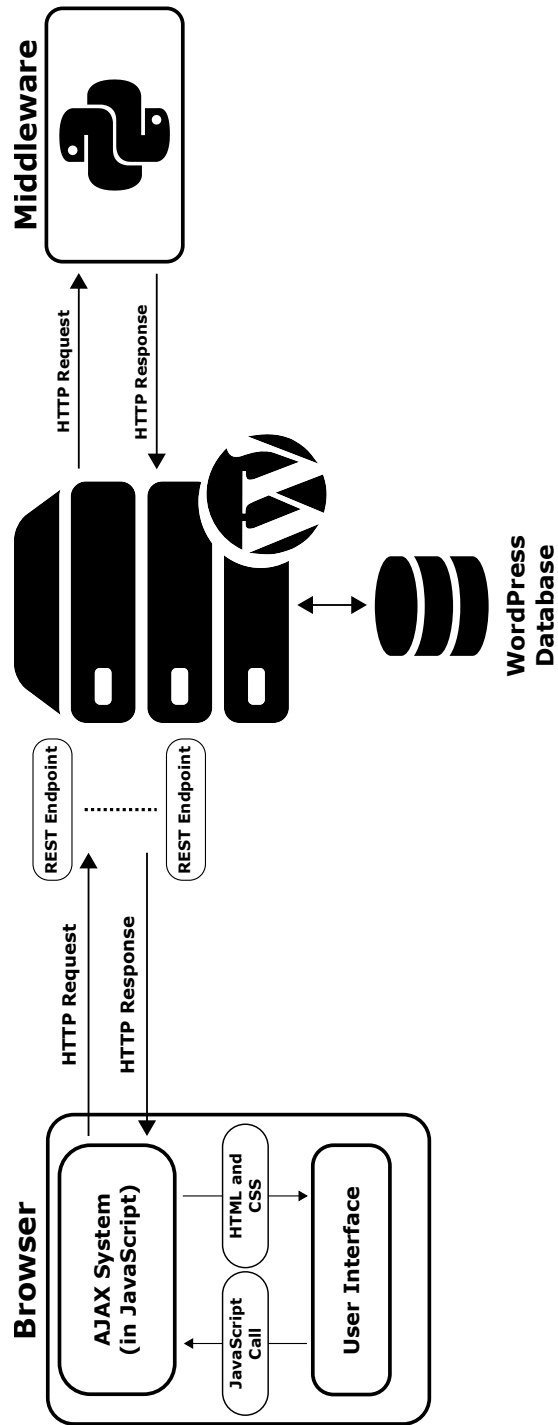 Browser
AJAX System
(in JavaScript)
JavaScript
Call
HTML and
CSS
User Interface
HTTP Request
HTTP Response
REST Endpoint
REST Endpoint
WordPress
Database
HTTP Request
HTTP Response
Middleware